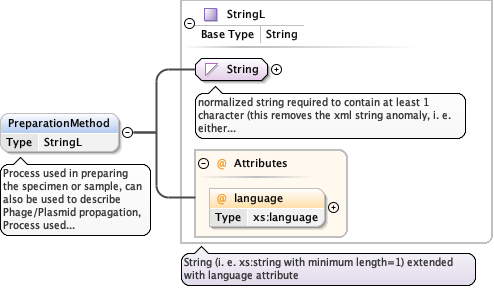 StringL
Base Type String
String
normalized string required to contain at least 1
character (this removes the xml string anomaly, i. e.
either...
PreparationMethod
Type StringL
Process used in preparing
the specimen or sample, can
also be used to describe
Phage/Plasmid propagation,
Process used...
@ Attributes
@ language
Type xs:language
String (i. e. xs:string with minimum length=1) extended
with language attribute